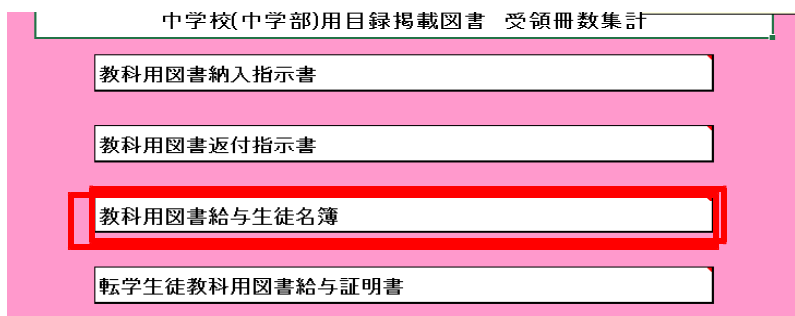 中学校(中学部)用目録掲載図書 受領冊数集計
教科用図書納入指示書
教科用図書返付指示書
教科用図書給与生徒名簿
転学生徒教科用図書給与証明書